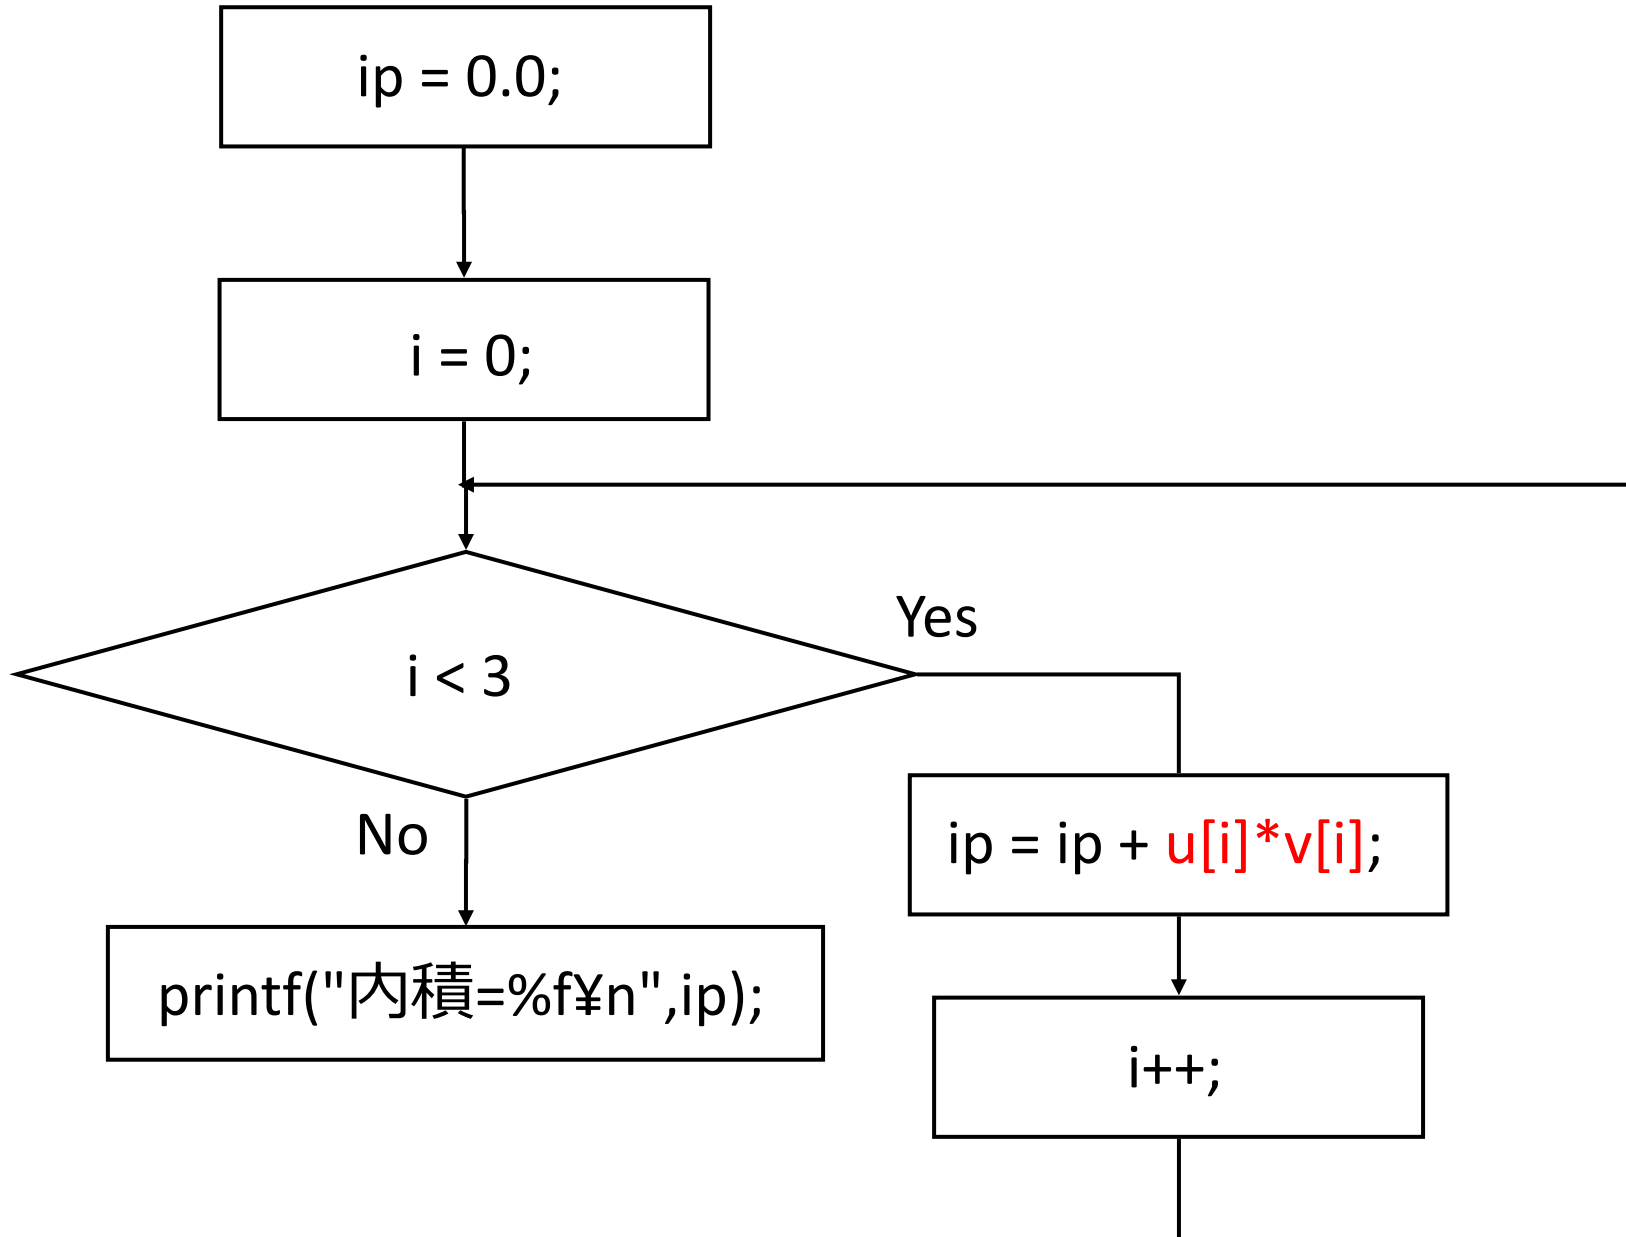 ip = 0.0;
i = 0;
i < 3
Yes
No
ip = ip + u[i]*v[i];
printf("内積=%f¥n",ip);
i++;